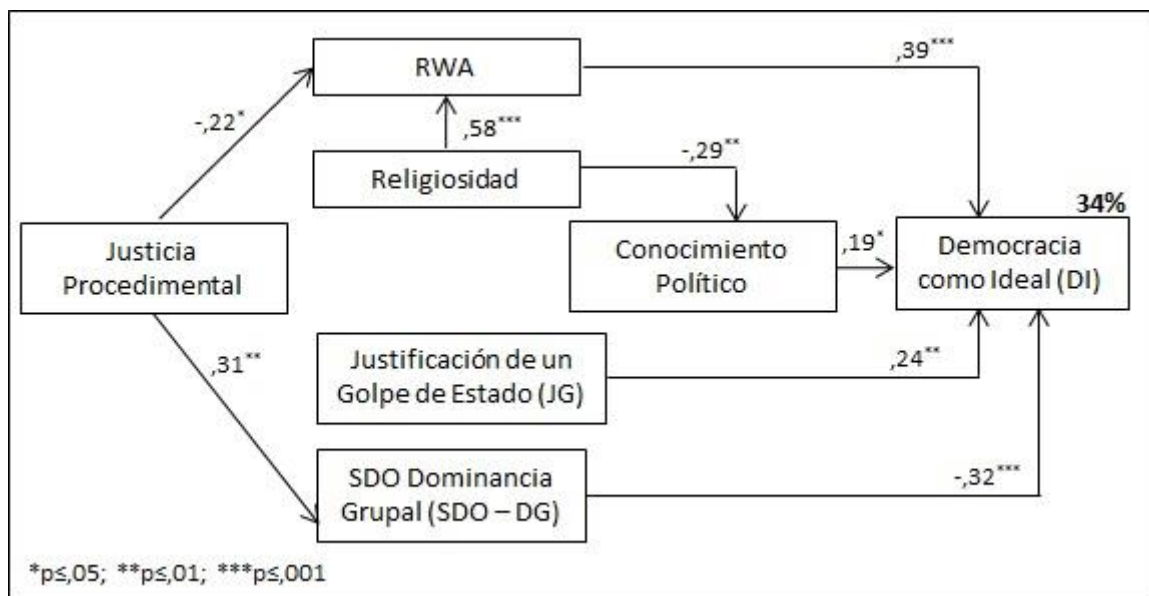 RWA
,39***
-,22*
,58***
-,29**
Religiosidad
34%
Justicia
Procedimental
Conocimiento
Político
,19*
Democracia
como Ideal (DI)
,31**
Justificación de un
Golpe de Estado (JG)
,24**
SDO Dominancia
Grupal (SDO – DG)
-,32***
*p≤,05; **p≤,01; ***p≤,001